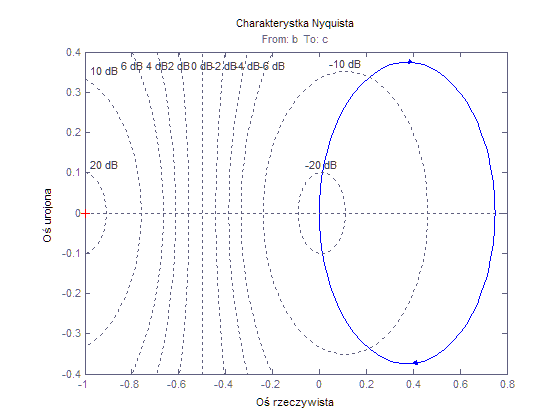 Charakterystka Nyquista
From: b To: c
0.4
0.3
0.2
0.1
0
-0.1
-0.2
-0.3
-0.4
Oś urojona
10 dB
6 dB
4 dB
2 dB
0 dB
-2 dB
-4 dB
-6 dB
-10 dB
20 dB
-20 dB
-1
-0.8
-0.6
-0.4
-0.2
0
0.2
0.4
0.6
0.8
Oś rzeczywista